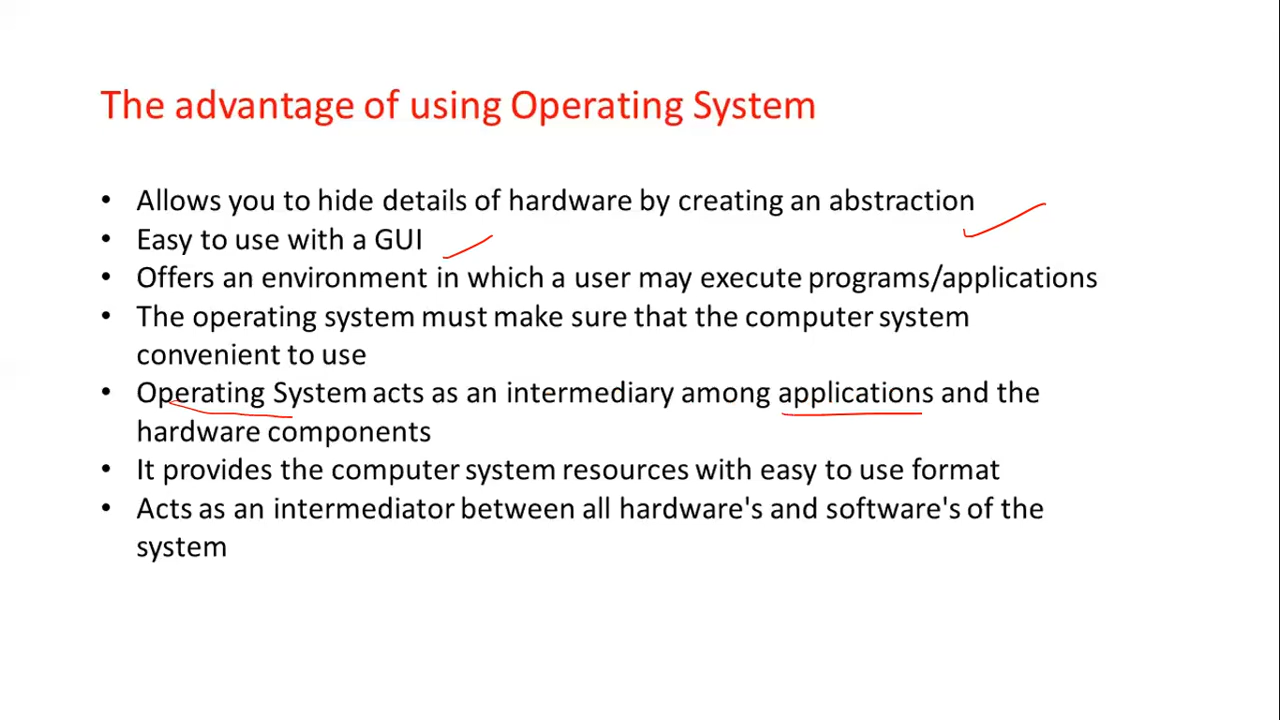 The advantage of using Operating System
• Allows you to hide details of hardware by creating an abstraction
• Easy to use with a GUI
• Offers an environment in which a user may execute programs/applications
• The operating system must make sure that the computer system
convenient to use
• Operating System acts as an intermediary among applications and the
hardware components
• It provides the computer system resources with easy to use format
• Acts as an intermediator between all hardware's and software's of the
system